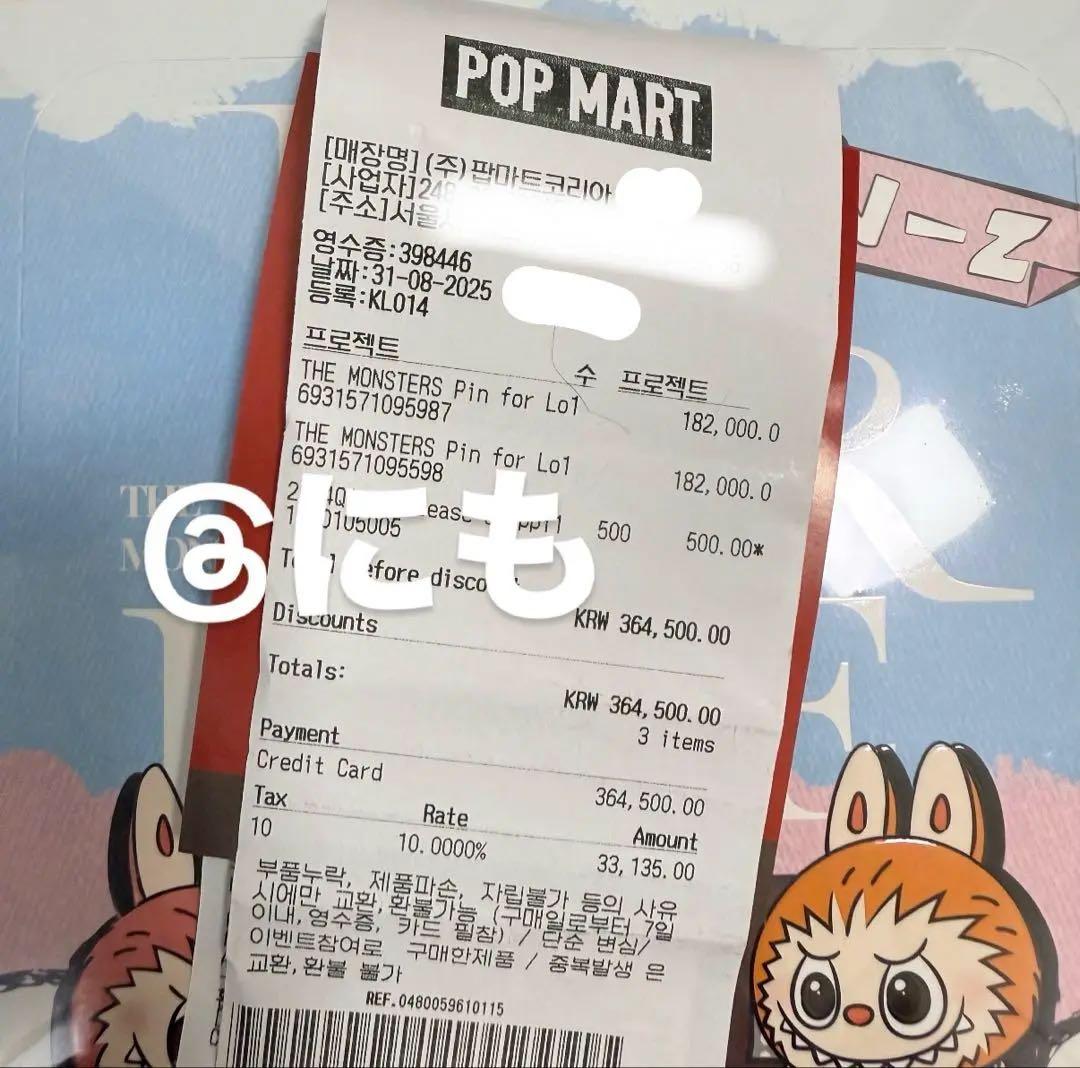 POP MART
[매장명] (주)팝마트코리아
[사업자]248
[주소]서울
영수증:398446
날짜:31-08-2025
등록:KL014
프로젝트 수 프로젝트
THE MONSTERS Pin for Lo1 182,000.0
6931571095987
THE MONSTERS Pin for Lo1 182,000.0
6931571095598
500 500.00*
@にも
Discounts KRW 364,500.00
Totals: KRW 364,500.00
3 items
Payment
Credit Card 364,500.00
Tax Rate Amount
10 10.0000% 33,135.00
부품누락, 제품파손, 자립불가 등의 사유
시에만 교환,환불가능 (구매일로부터 7일
이내,영수증, 카드 필참) / 단순 변심/
이벤트참여로 구매한제품 / 중복발생 은
교환,환불 불가
REF.0480059610115
THE